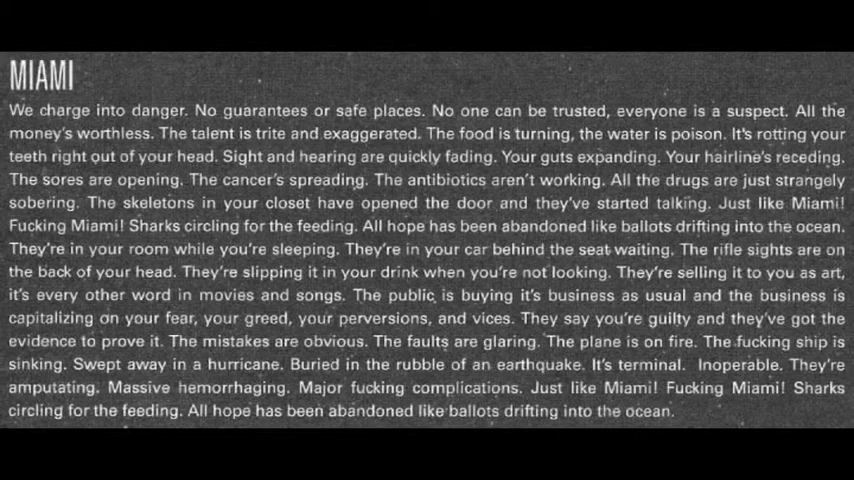 MIAMI
We charge into danger. No guarantees or safe places. No one can be trusted, everyone is a suspect. All the
money's worthless. The talent is trite and exaggerated. The food is turning, the water is poison. It's rotting your
teeth right out of your head. Sight and hearing are quickly fading. Your guts expanding. Your hairline's receding.
The sores are opening. The cancer's spreading. The antibiotics aren't working. All the drugs are just strangely
sobering. The skeletons in your closet have opened the door and they've started talking. Just like Miami!
Fucking Miami! Sharks circling for the feeding. All hope has been abandoned like ballots drifting into the ocean.
They're in your room while you're sleeping. They're in your car behind the seat waiting. The rifle sights are on
the back of your head. They're slipping it in your drink when you're not looking. They're selling it to you as art,
it's every other word in movies and songs. The public is buying it's business as usual and the business is
capitalizing on your fear, your greed, your perversions, and vices. They say you're guilty and they've got the
evidence to prove it. The mistakes are obvious. The faults are glaring. The plane is on fire. The fucking ship is
sinking. Swept away in a hurricane. Buried in the rubble of an earthquake. It's terminal. Inoperable. They're
amputating. Massive hemorrhaging. Major fucking complications. Just like Miami! Fucking Miami! Sharks
circling for the feeding. All hope has been abandoned like ballots drifting into the ocean.